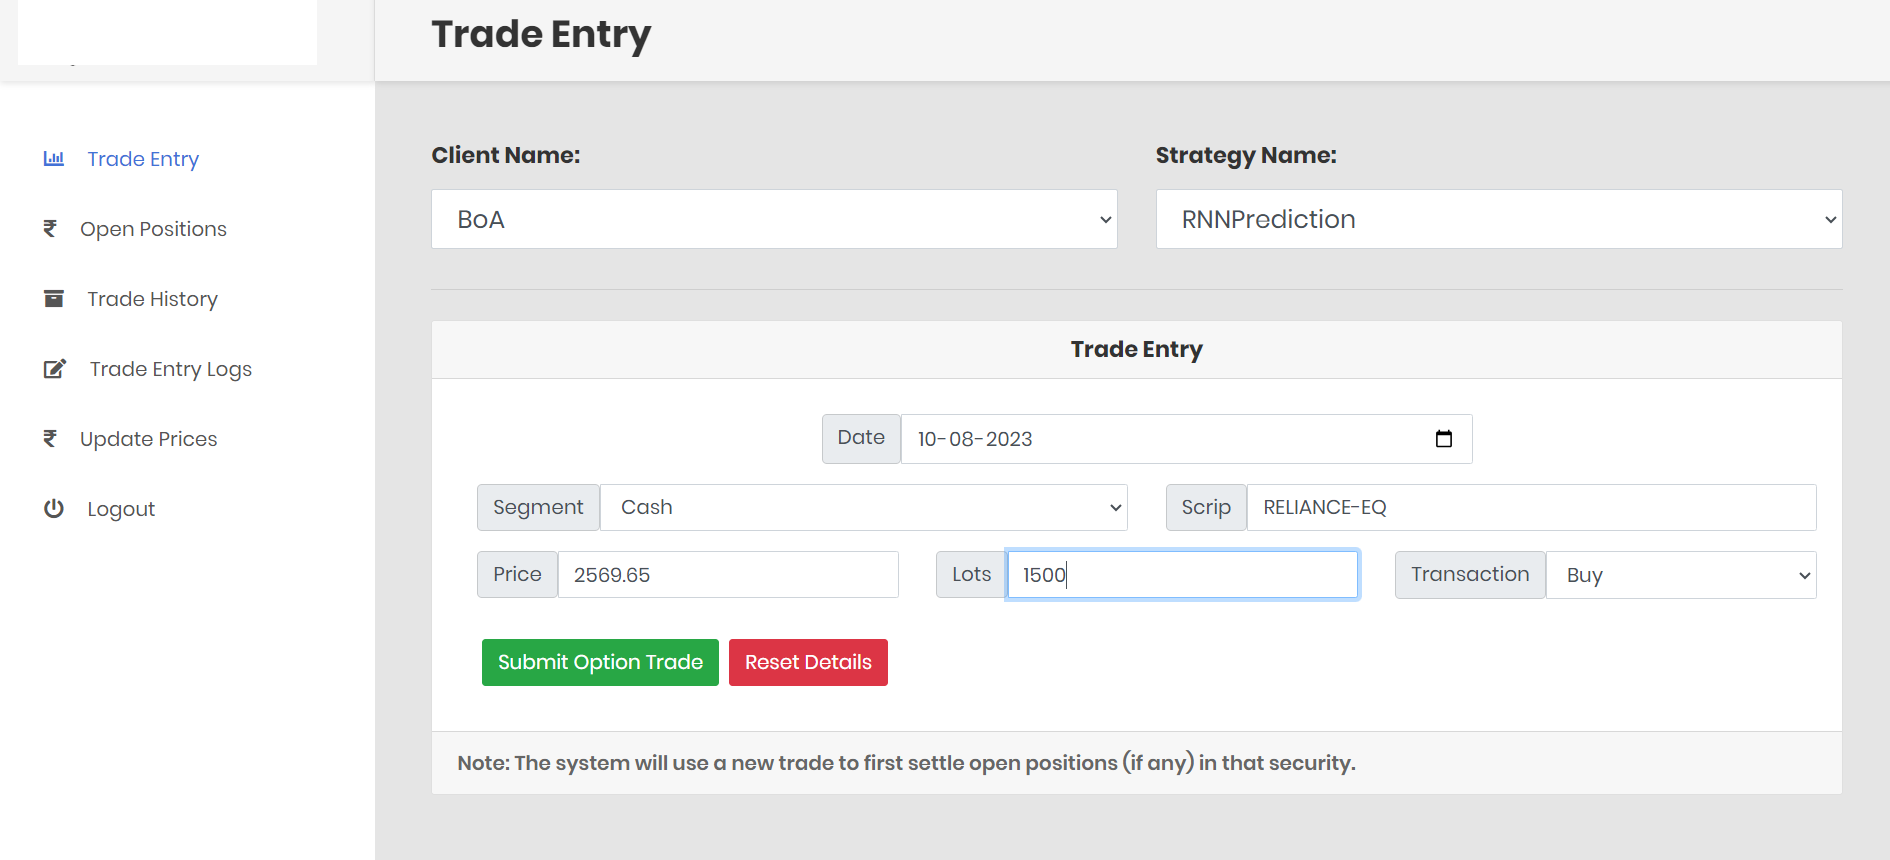 Trade Entry
Trade Entry
Open Positions
Trade History
Trade Entry Logs
Update Prices
Logout
Client Name:
Strategy Name:
BoA
RNNPrediction
Trade Entry
Date 10-08-2023
Segment Cash Scrip RELIANCE-EQ
Price 2569.65 Lots 1500 Transaction Buy
Submit Option Trade Reset Details
Note: The system will use a new trade to first settle open positions (if any) in that security.